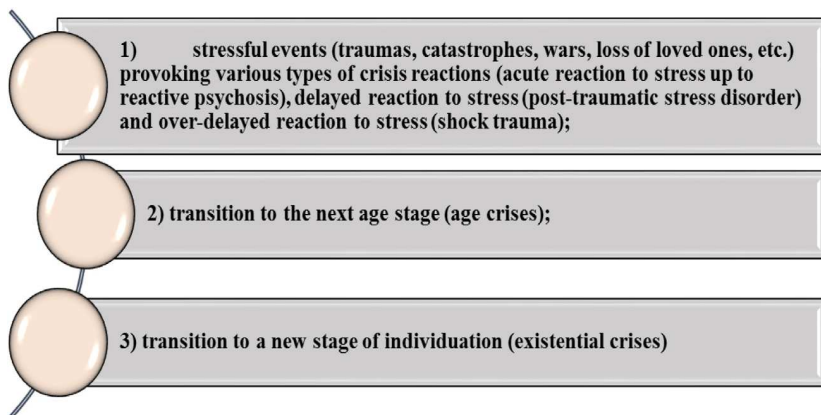 1) stressful events (traumas, catastrophes, wars, loss of loved ones, etc.)
provoking various types of crisis reactions (acute reaction to stress up to
reactive psychosis), delayed reaction to stress (post-traumatic stress disorder)
and over-delayed reaction to stress (shock trauma);
2) transition to the next age stage (age crises);
3) transition to a new stage of individuation (existential crises)